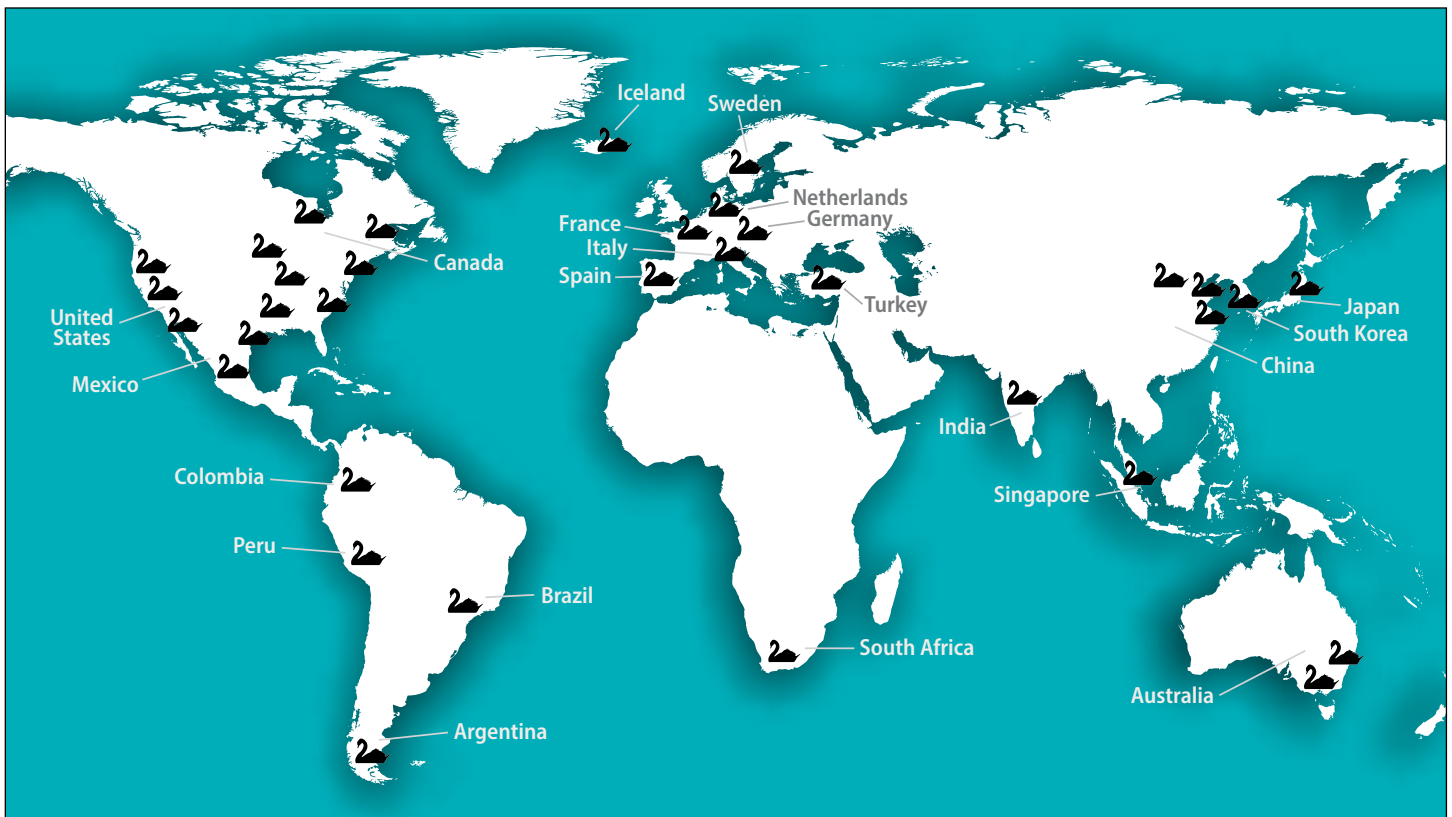 Iceland
Sweden
Netherlands
Germany
France
Italy
Spain
Turkey
Canada
United
States
Mexico
Japan
South Korea
China
India
Singapore
Colombia
Peru
Brazil
South Africa
Australia
Argentina